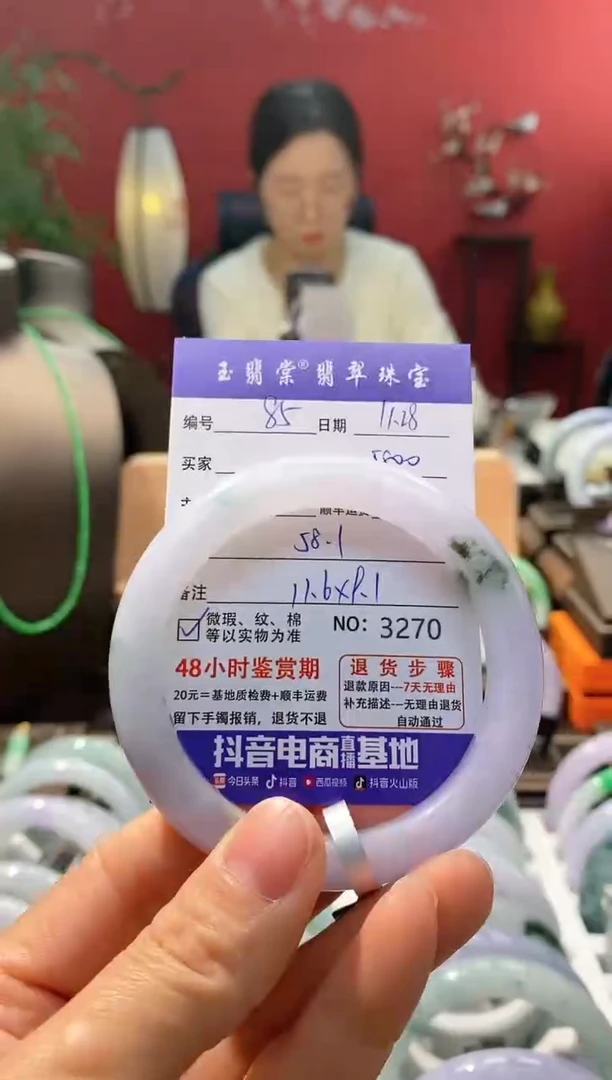 玉翡棠®翡翠珠宝
编号 85 日期 11.28
买家
58.1
备注 11.6x8.1
微瑕、纹、棉
等以实物为准
NO: 3270
48小时鉴赏期
20元=基地质检费+顺丰运费
留下手镯报销，退货不退
退货步骤
退款原因---7天无理由
补充描述---无理由退货
自动通过
抖音电商直播基地
今日头条 抖音 西瓜视频 抖音火山版